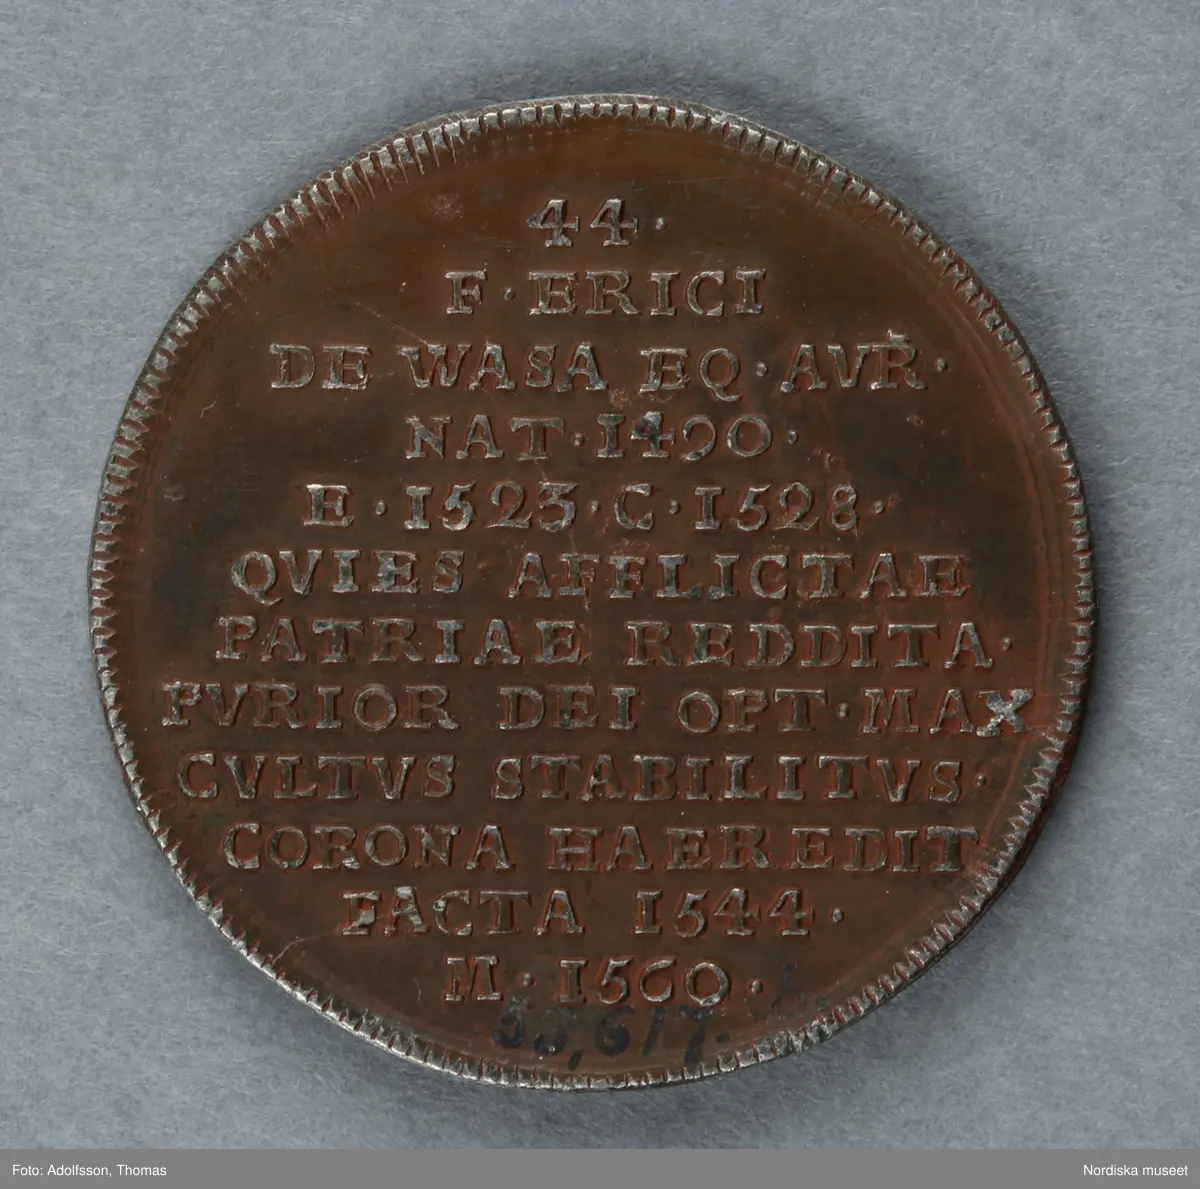 44·
F·ERICI
DE WASA EQ·AVR·
NAT·1490·
E·1523·C·1528·
QVIES AFFLICTAE
PATRIAE REDDITA·
PVRIOR DEI OPT·MAX
CVLTVS STABILITVS·
CORONA HAEREDIT
FACTA 1544·
M·1560·
Foto: Adolfsson, Thomas
Nordiska museet